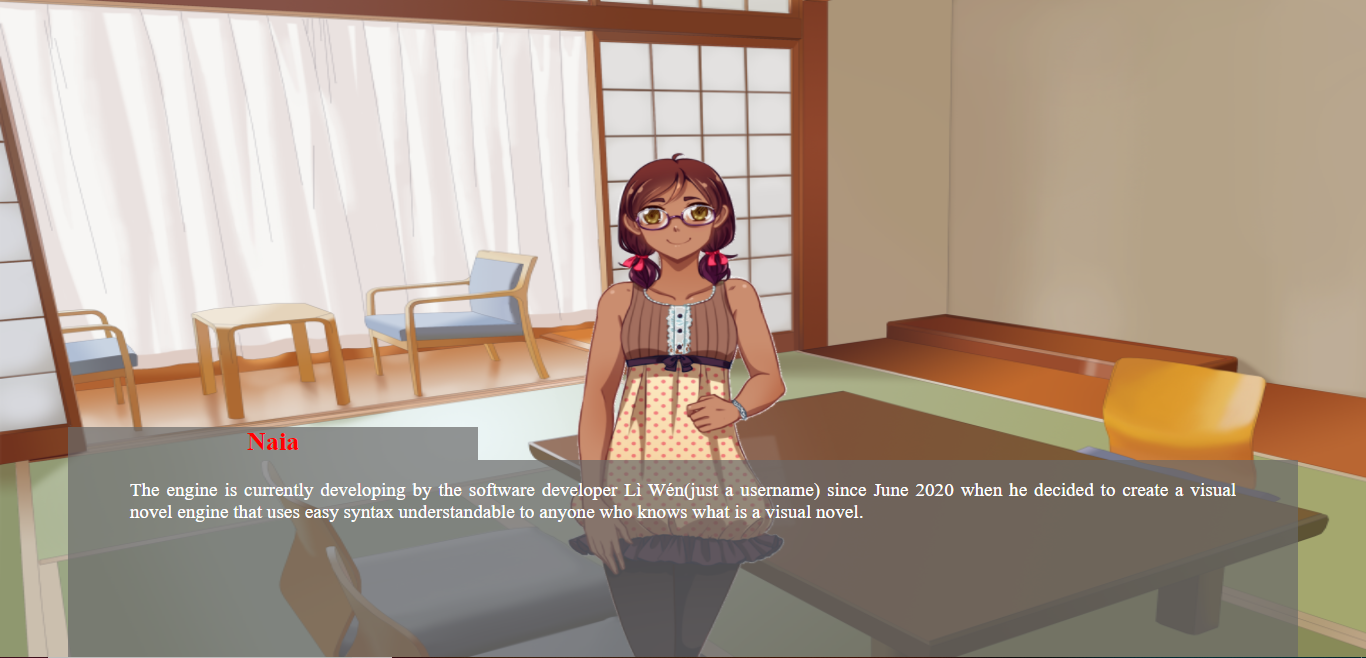 Naia
The engine is currently developing by the software developer Lì Wén(just a username) since June 2020 when he decided to create a visual
novel engine that uses easy syntax understandable to anyone who knows what is a visual novel.